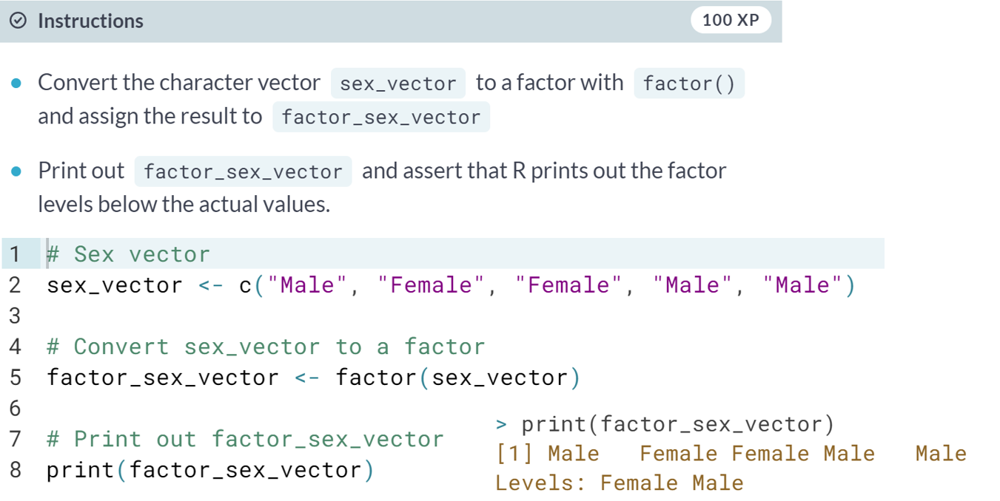 Instructions
100 XP
Convert the character vector sex_vector to a factor with factor()
and assign the result to factor_sex_vector
Print out factor_sex_vector and assert that R prints out the factor
levels below the actual values.
1 # Sex vector
2 sex_vector <- c("Male", "Female", "Female", "Male", "Male")
3
4 # Convert sex_vector to a factor
5 factor_sex_vector <- factor(sex_vector)
6
7 # Print out factor_sex_vector
8 print(factor_sex_vector)
> print(factor_sex_vector)
[1] Male   Female Female Male   Male
Levels: Female Male